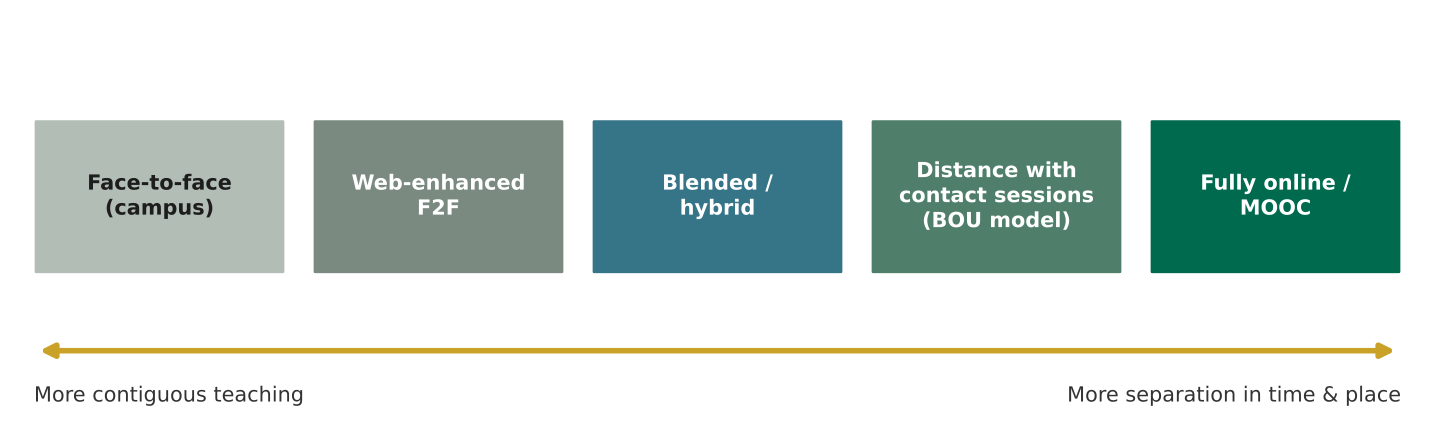 Face-to-face
(campus)
Web-enhanced
F2F
Blended /
hybrid
Distance with
contact sessions
(BOU model)
Fully online /
MOOC
More contiguous teaching
More separation in time & place